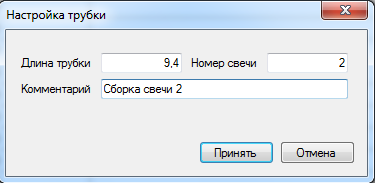 Настройка трубки
Длина трубки 9,4 Номер свечи 2
Комментарий Сборка свечи 2
Принять Отмена